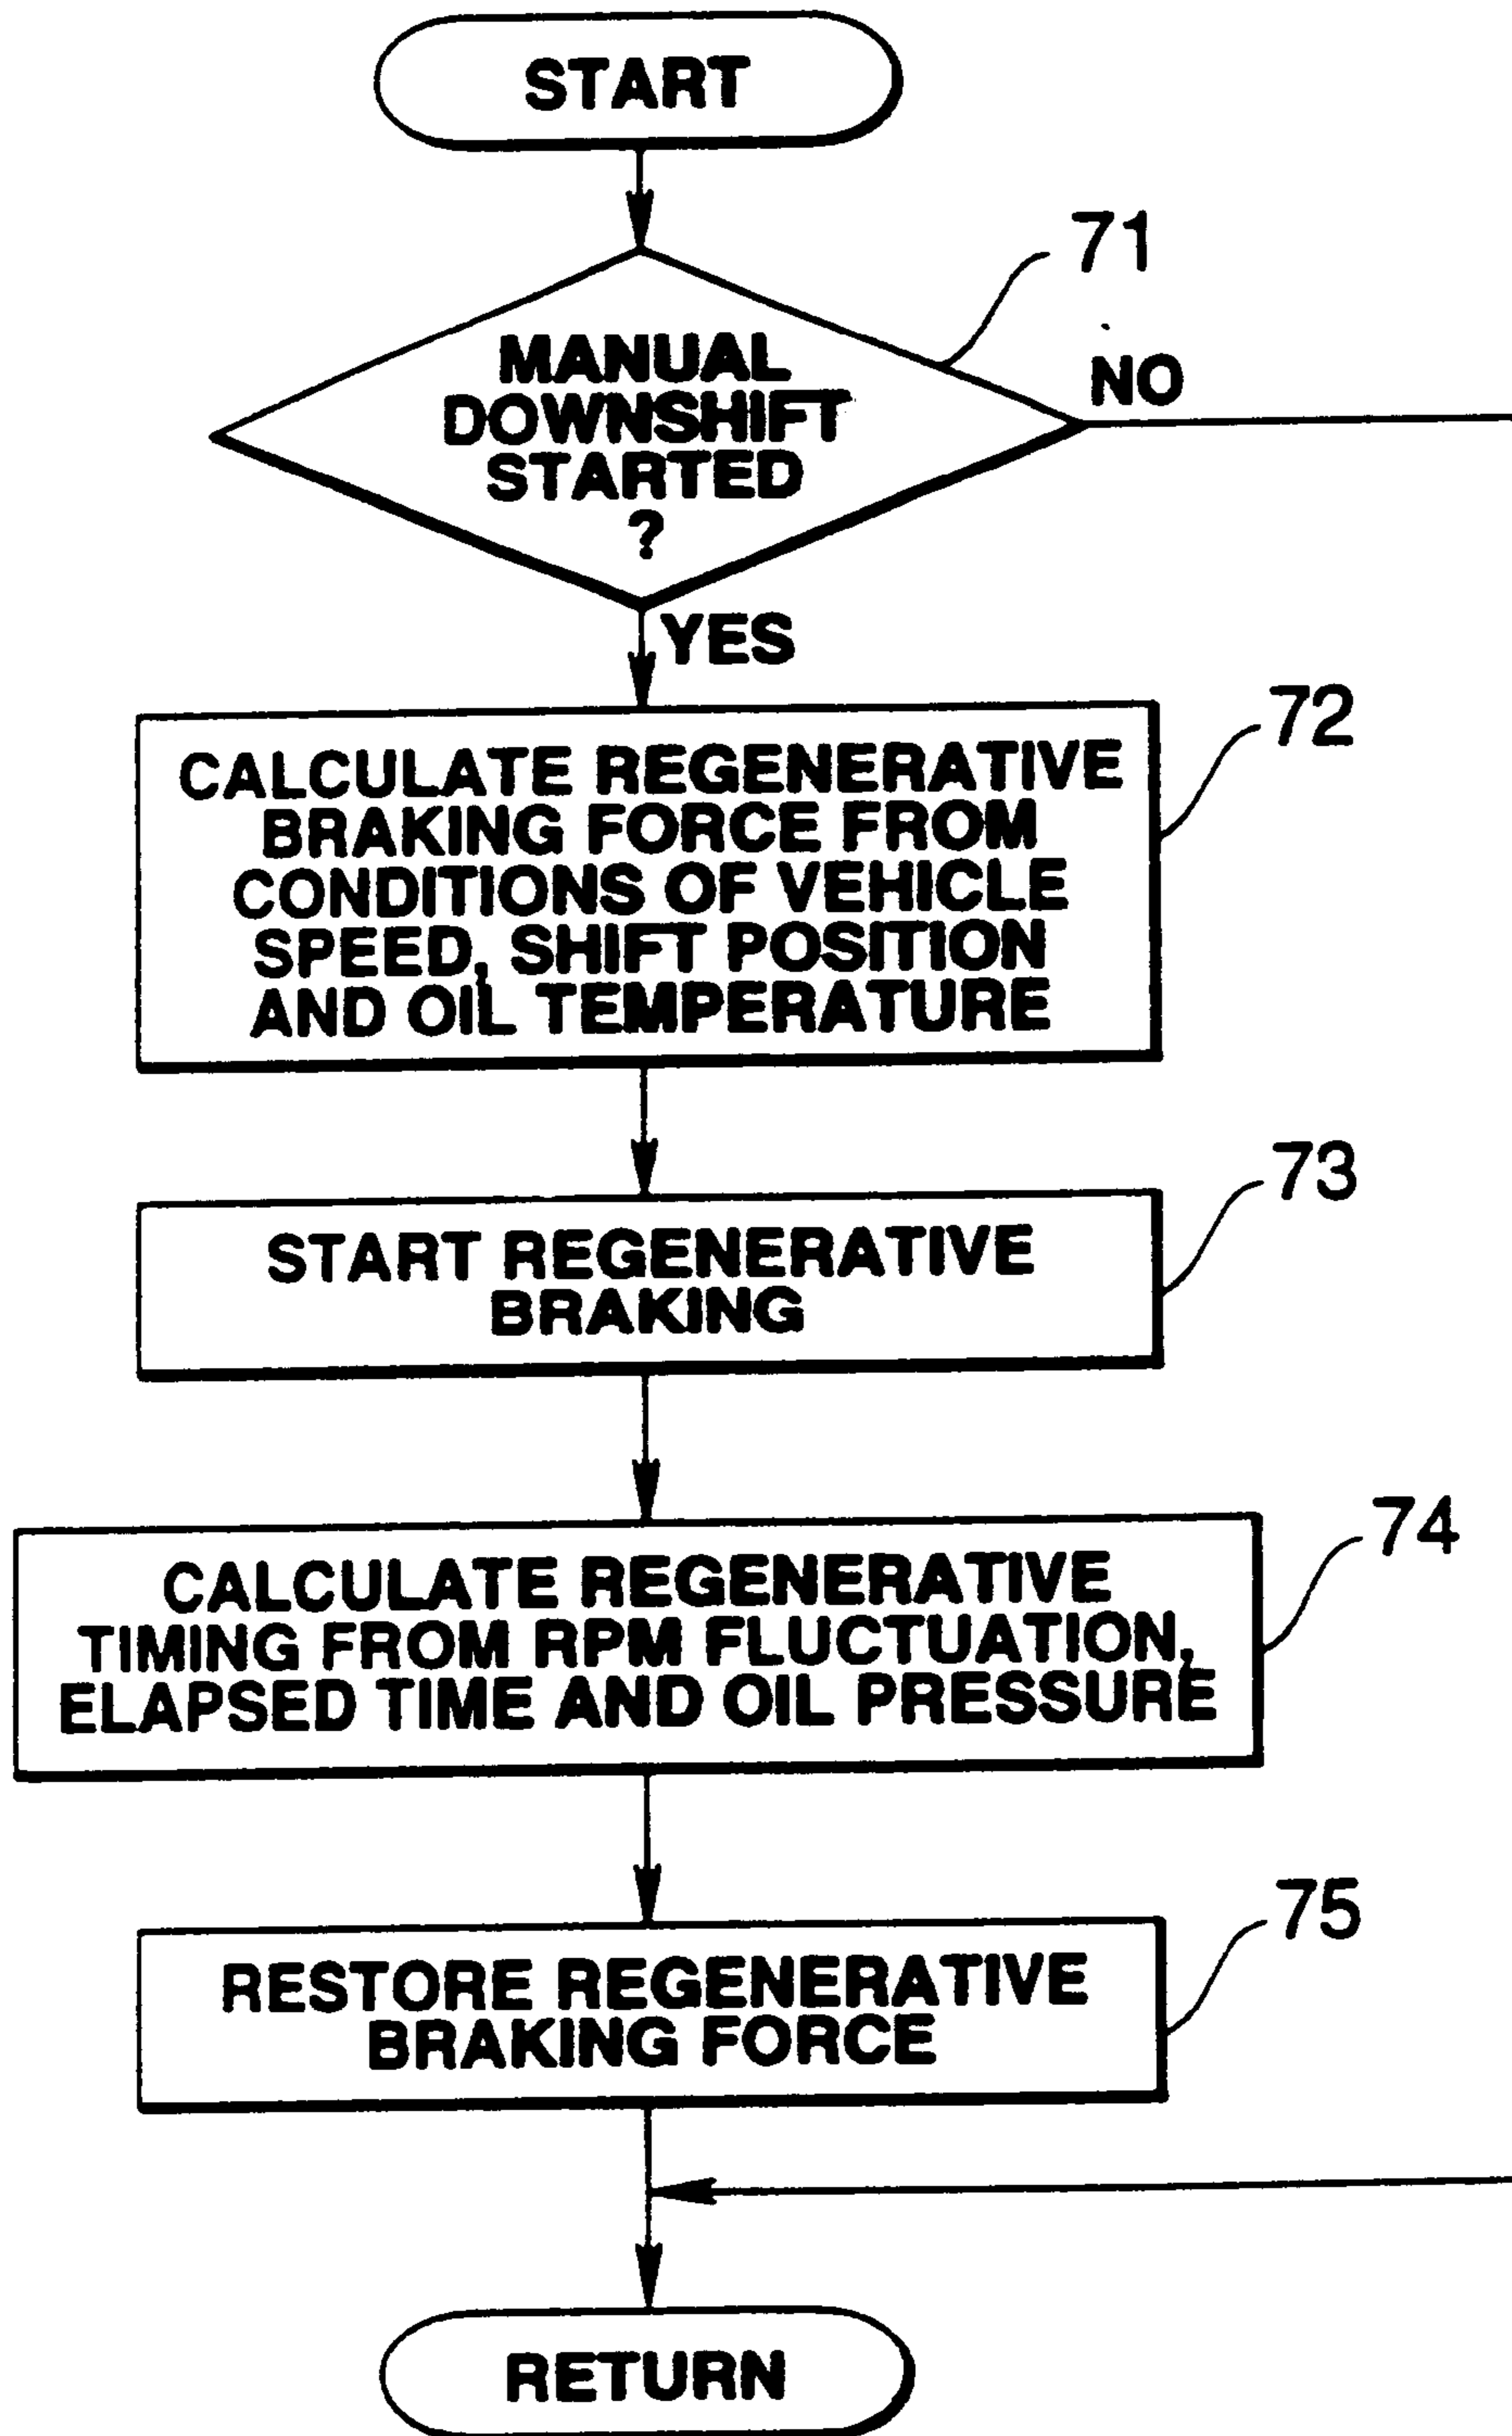 START
71
MANUAL
DOWNSHIFT
STARTED
?
NO
YES
72
CALCULATE REGENERATIVE
BRAKING FORCE FROM
CONDITIONS OF VEHICLE
SPEED, SHIFT POSITION
AND OIL TEMPERATURE
73
START REGENERATIVE
BRAKING
74
CALCULATE REGENERATIVE
TIMING FROM RPM FLUCTUATION,
ELAPSED TIME AND OIL PRESSURE
75
RESTORE REGENERATIVE
BRAKING FORCE
RETURN